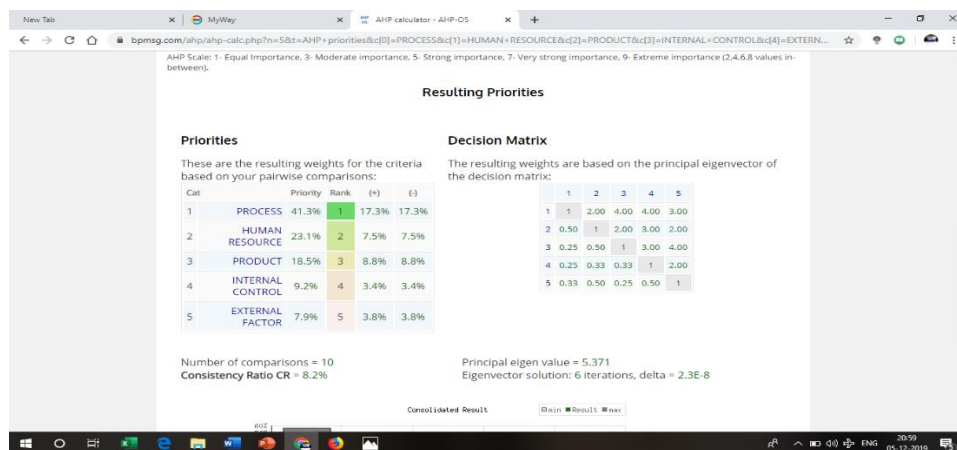 New Tab
MyWay
AHP calculator - AHP-OS
bpmsg.com/ahp/ahp-calc.php?n=5&t=AHP+priorities&c[0]=PROCESS&c[1]=HUMAN+RESOURCE&c[2]=PRODUCT&c[3]=INTERNAL+CONTROL&c[4]=EXTERN...
AHP Scale: 1- Equal Importance, 3- Moderate importance, 5- Strong importance, 7- Very strong importance, 9- Extreme importance (2,4,6,8 values in-
between).
Resulting Priorities
Priorities
These are the resulting weights for the criteria
based on your pairwise comparisons:
Cat Priority Rank (+) (-)
1 PROCESS 41.3% 1 17.3% 17.3%
2 HUMAN
RESOURCE 23.1% 2 7.5% 7.5%
3 PRODUCT 18.5% 3 8.8% 8.8%
4 INTERNAL
CONTROL 9.2% 4 3.4% 3.4%
5 EXTERNAL
FACTOR 7.9% 5 3.8% 3.8%
Number of comparisons = 10
Consistency Ratio CR = 8.2%
Decision Matrix
The resulting weights are based on the principal eigenvector of
the decision matrix:
1 2 3 4 5
1 1 2.00 4.00 4.00 3.00
2 0.50 1 2.00 3.00 2.00
3 0.25 0.50 1 3.00 4.00
4 0.25 0.33 0.33 1 2.00
5 0.33 0.50 0.25 0.50 1
Principal eigen value = 5.371
Eigenvector solution: 6 iterations, delta = 2.3E-8
Consolidated Result
min Result max
60%
ENG
20:59
05-12-2019